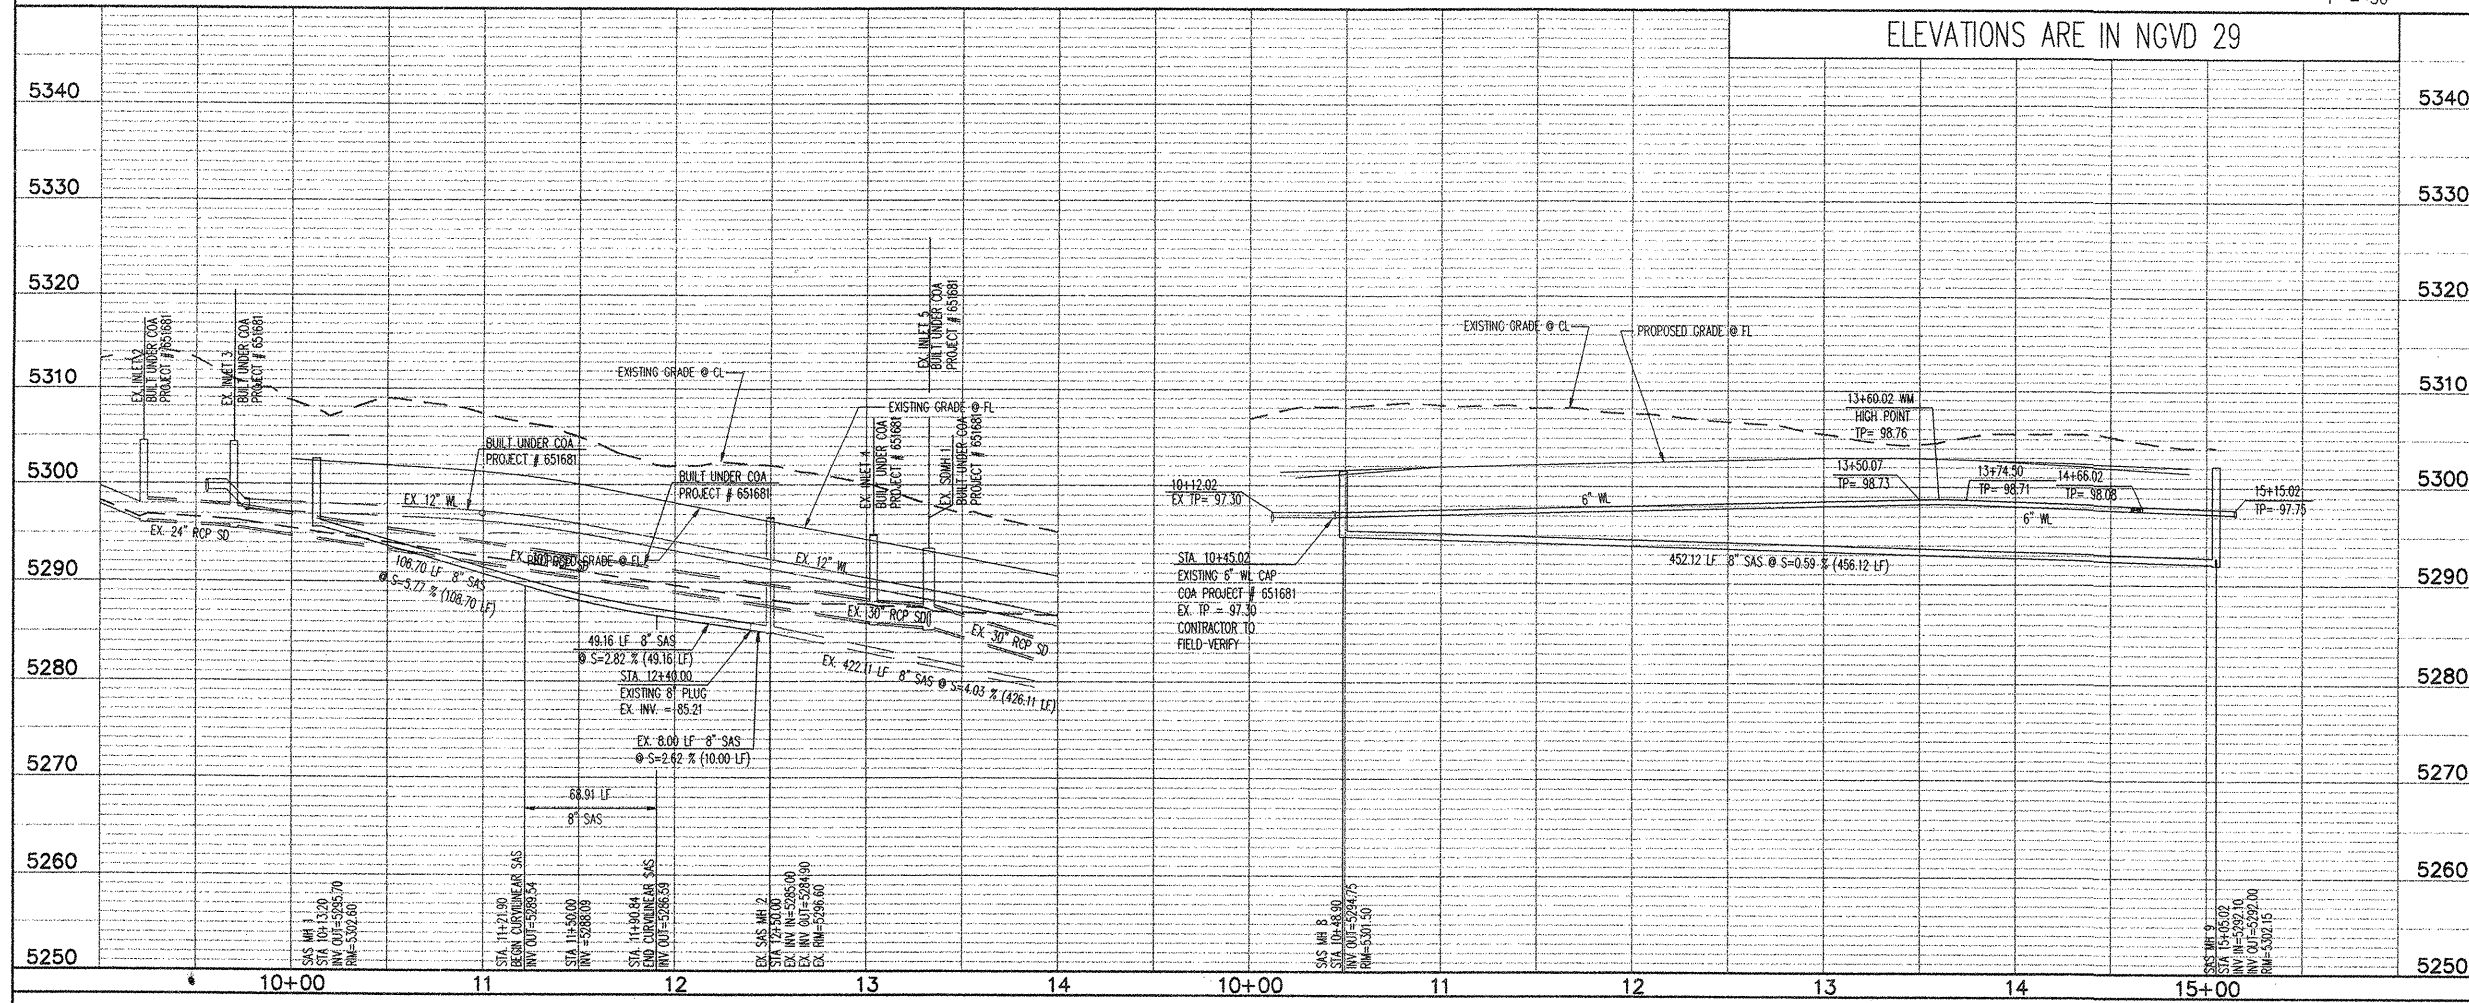 ELEVATIONS ARE IN NGVD 29
5340
5330
5320
5310
5300
5290
5280
5270
5260
5250
5340
5330
5320
5310
5300
5290
5280
5270
5260
5250
EX. INLET 2
BUILT UNDER COA
PROJECT # 651681
EX. INLET 3
BUILT UNDER COA
PROJECT # 651681
EX. 24" RCP SD
106.70 LF 8" SAS
@ S=5.77 % (108.70 LF)
EX. 12" WL
BUILT UNDER COA
PROJECT # 651681
EXISTING GRADE @ CL
BUILT UNDER COA
PROJECT # 651681
PROPOSED GRADE @ FL
EXISTING GRADE @ FL
EX. 12" WL
EX. INLET 4
BUILT UNDER COA
PROJECT # 651681
EX. INLET 5
BUILT UNDER COA
PROJECT # 651681
EX. SDMH 1
BUILT UNDER COA
PROJECT # 651681
EX. 30" RCP SD
EX. 30" RCP SD
49.16 LF 8" SAS
@ S=2.82 % (49.16 LF)
STA. 12+40.00
EXISTING 8" PLUG
EX. INV. = 85.21
EX. 422.11 LF 8" SAS @ S=4.03 % (426.11 LF)
EX. 8.00 LF 8" SAS
@ S=2.62 % (10.00 LF)
68.91 LF
8" SAS
SAS MH 1
STA 10+13.20
INV OUT=5295.70
RIM=5302.60
STA. 11+21.90
BEGIN CURVILINEAR SAS
INV OUT=5289.54
STA 11+50.00
INV =5288.09
STA. 11+90.84
END CURVILINEAR SAS
INV OUT=5286.59
EX. SAS MH 2
STA 12+50.00
EX. INV IN=5285.00
EX. INV OUT=5284.90
EX. RIM=5296.60
EXISTING GRADE @ CL
PROPOSED GRADE @ FL
13+60.02 WM
HIGH POINT
TP= 98.76
13+50.07
TP= 98.73
13+74.50
TP= 98.71
14+66.02
TP= 98.08
15+15.02
TP= 97.75
10+12.02
EX TP= 97.30
6" WL
6" WL
STA. 10+45.02
EXISTING 6" WL CAP
COA PROJECT # 651681
EX. TP = 97.30
CONTRACTOR TO
FIELD VERIFY
452.12 LF 8" SAS @ S=0.59 % (456.12 LF)
SAS MH 8
STA 10+48.90
INV OUT=5294.75
RIM=5301.50
SAS MH 9
STA 15+05.02
INV IN=5292.10
INV OUT=5292.00
RIM=5302.15
10+00
11
12
13
14
10+00
11
12
13
14
15+00